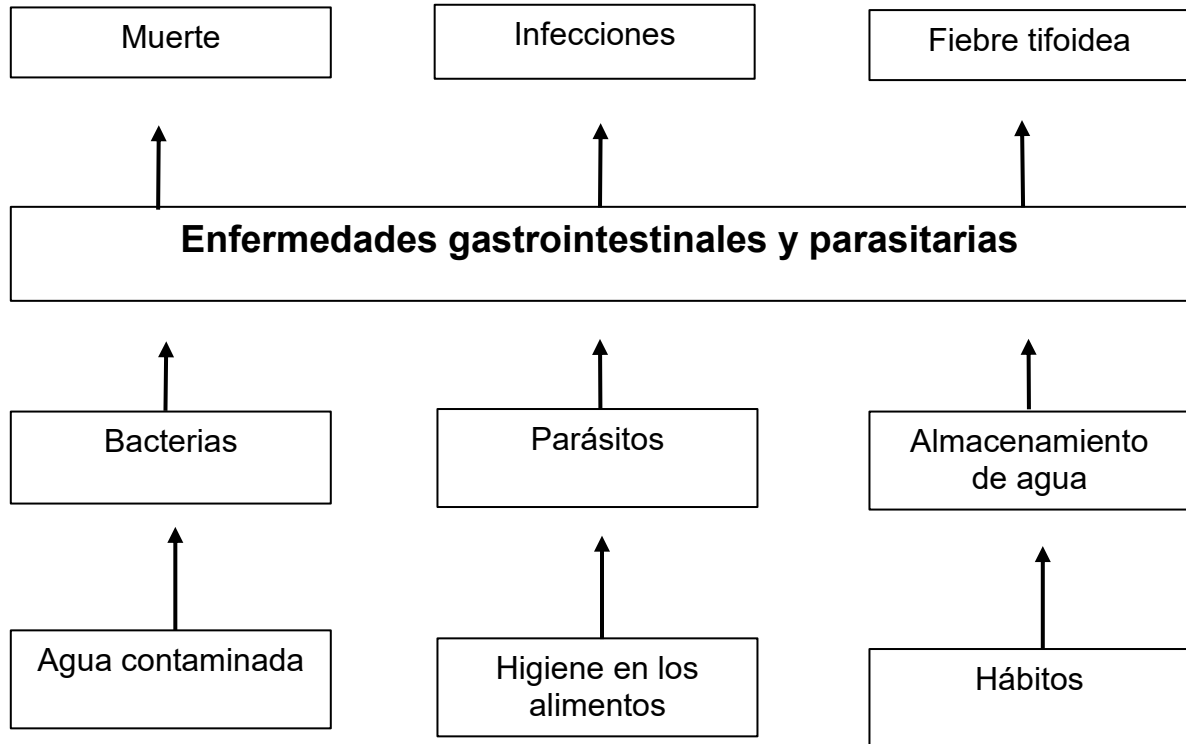 Muerte
Infecciones
Fiebre tifoidea
Enfermedades gastrointestinales y parasitarias
Bacterias
Parásitos
Almacenamiento
de agua
Agua contaminada
Higiene en los
alimentos
Hábitos